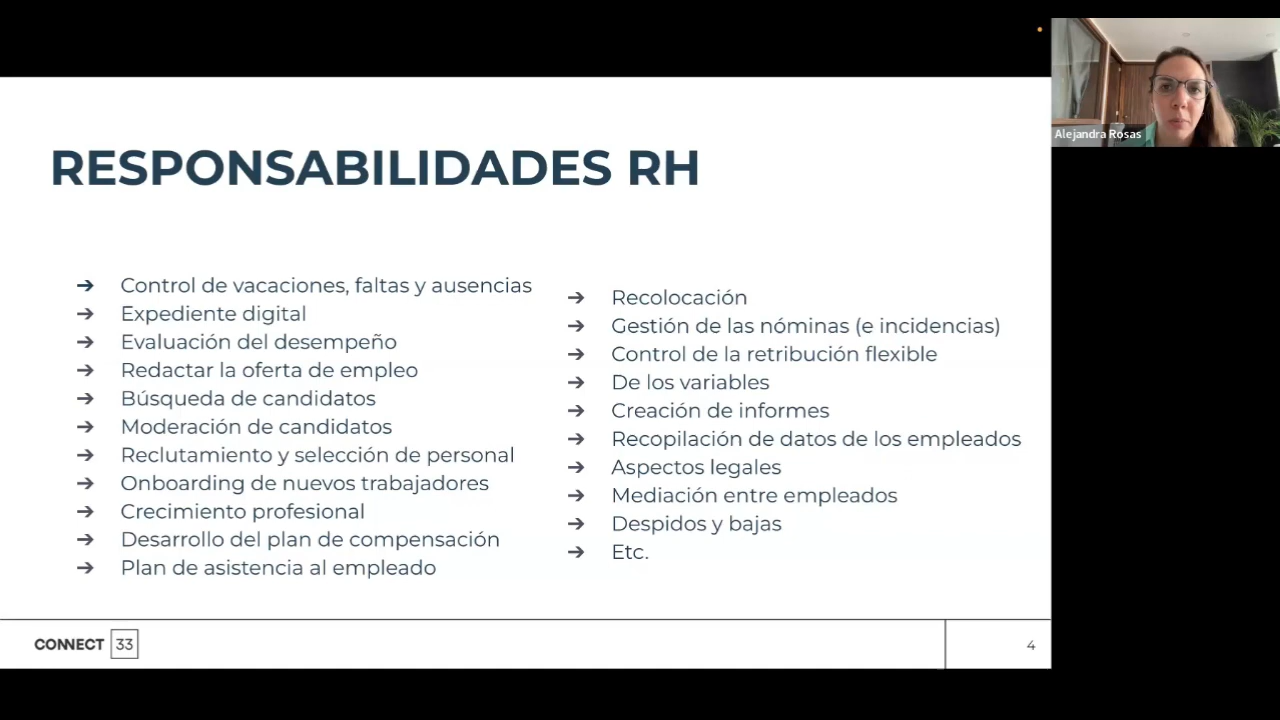 RESPONSABILIDADES RH
➔ Control de vacaciones, faltas y ausencias
➔ Expediente digital
➔ Evaluación del desempeño
➔ Redactar la oferta de empleo
➔ Búsqueda de candidatos
➔ Moderación de candidatos
➔ Reclutamiento y selección de personal
➔ Onboarding de nuevos trabajadores
➔ Crecimiento profesional
➔ Desarrollo del plan de compensación
➔ Plan de asistencia al empleado
➔ Recolocación
➔ Gestión de las nóminas (e incidencias)
➔ Control de la retribución flexible
➔ De los variables
➔ Creación de informes
➔ Recopilación de datos de los empleados
➔ Aspectos legales
➔ Mediación entre empleados
➔ Despidos y bajas
➔ Etc.
CONNECT 33
4
Alejandra Rosas